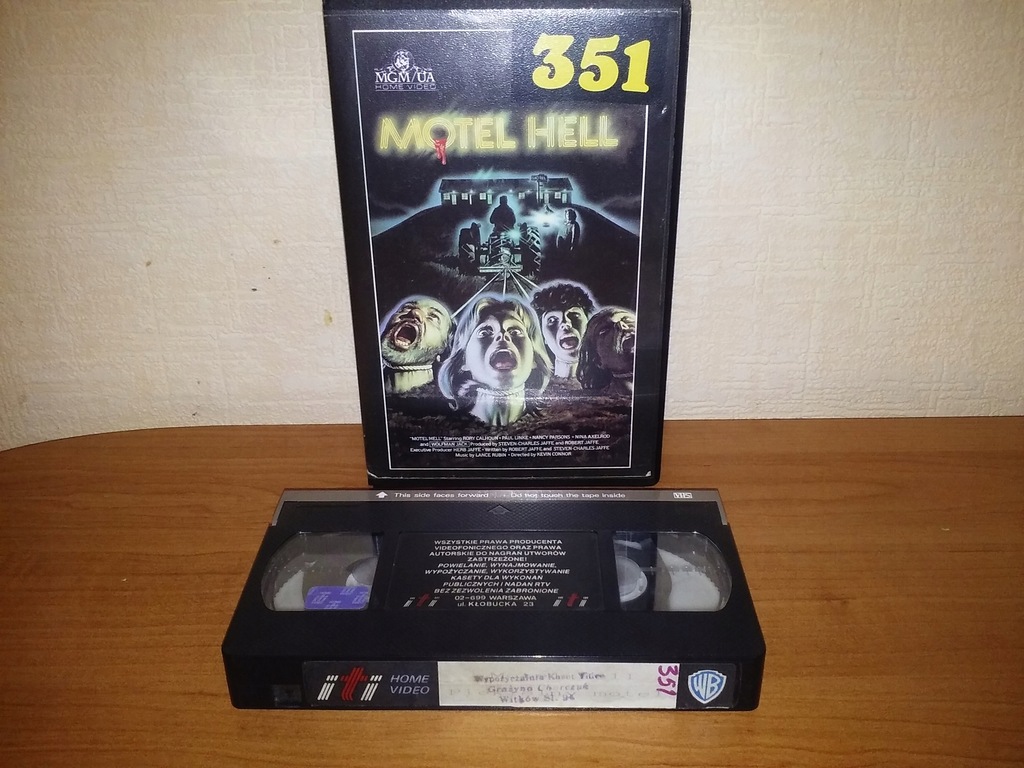 351
MGM/UA
HOME VIDEO
MOTEL HELL
"MOTEL HELL" Starring RORY CALHOUN • PAUL LINKE • NANCY PARSONS • NINA AXELROD
and WOLFMAN JACK Produced by STEVEN-CHARLES JAFFE and ROBERT JAFFE
Executive Producer HERB JAFFE • Written by ROBERT JAFFE and STEVEN-CHARLES JAFFE
Music by LANCE RUBIN • Directed by KEVIN CONNOR
This side faces forward Do not touch the tape inside VHS
WSZYSTKIE PRAWA PRODUCENTA
VIDEOFONICZNEGO ORAZ PRAWA
AUTORSKIE DO NAGRAŃ UTWORÓW
ZASTRZEŻONE!
POWIELANIE, WYNAJMOWANIE,
WYPOŻYCZANIE, WYKORZYSTYWANIE
KASETY DLA WYKONAŃ
PUBLICZNYCH I NADAŃ RTV
BEZ ZEZWOLENIA ZABRONIONE
iti 02-699 WARSZAWA iti
ul. KŁOBUCKA 23
iti HOME VIDEO
Wypożyczalnia Kaset Video
Grażyna
Witków Śl.
351
WB